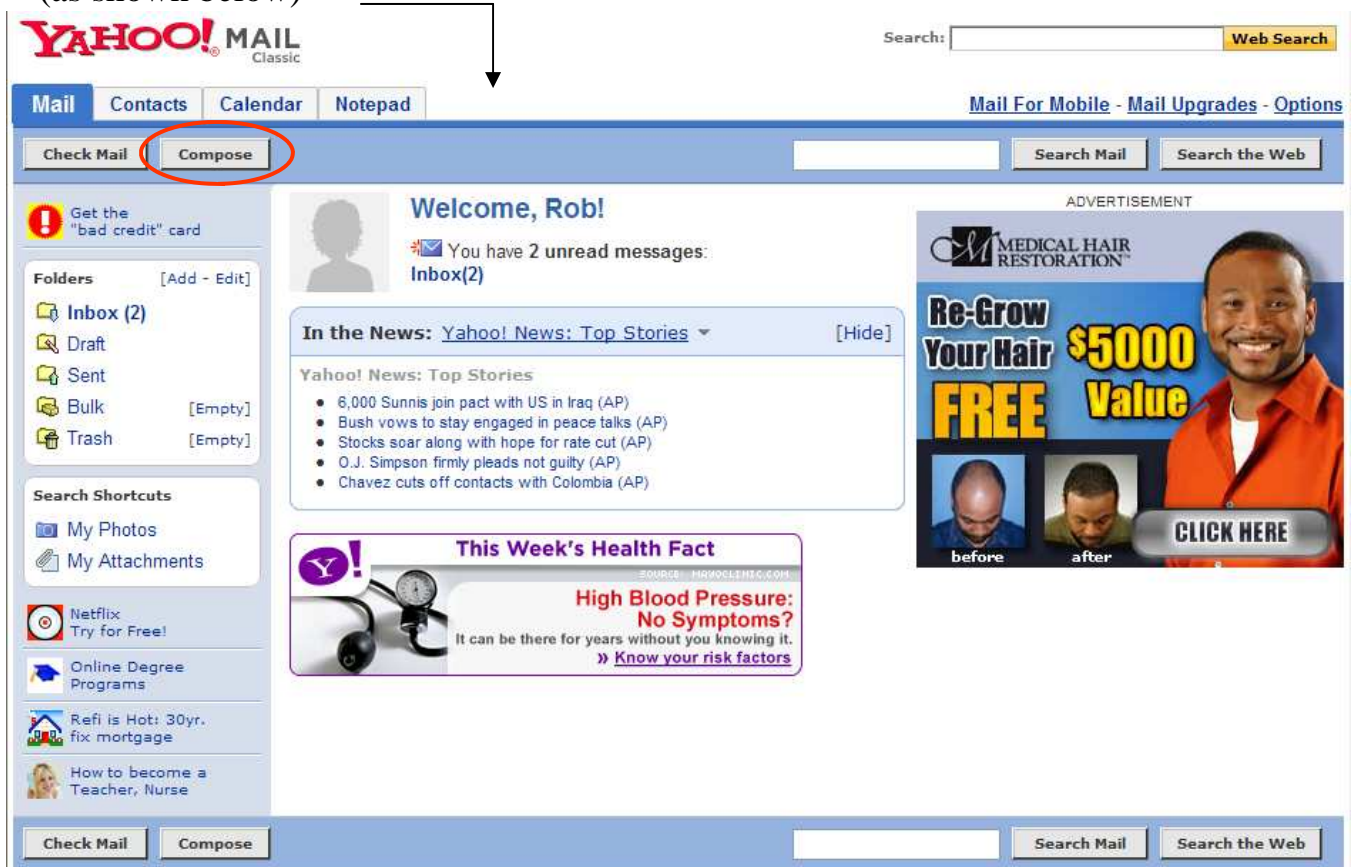 (as shown below)
YAHOO! MAIL
Classic
Search: Web Search
Mail Contacts Calendar Notepad
Mail For Mobile - Mail Upgrades - Options
Check Mail Compose Search Mail Search the Web
Get the
"bad credit" card
Folders [Add - Edit]
Inbox (2)
Draft
Sent
Bulk [Empty]
Trash [Empty]
Search Shortcuts
My Photos
My Attachments
Netflix
Try for Free!
Online Degree
Programs
Refi is Hot: 30yr.
fix mortgage
How to become a
Teacher, Nurse
Welcome, Rob!
You have 2 unread messages:
Inbox(2)
In the News: Yahoo! News: Top Stories [Hide]
Yahoo! News: Top Stories
6,000 Sunnis join pact with US in Iraq (AP)
Bush vows to stay engaged in peace talks (AP)
Stocks soar along with hope for rate cut (AP)
O.J. Simpson firmly pleads not guilty (AP)
Chavez cuts off contacts with Colombia (AP)
Y!
This Week's Health Fact
SOURCE: MAYOCLINIC.COM
High Blood Pressure:
No Symptoms?
It can be there for years without you knowing it.
» Know your risk factors
ADVERTISEMENT
MEDICAL HAIR
RESTORATION™
Re-Grow
Your Hair
FREE
$5000
Value
before after
CLICK HERE
Check Mail Compose Search Mail Search the Web